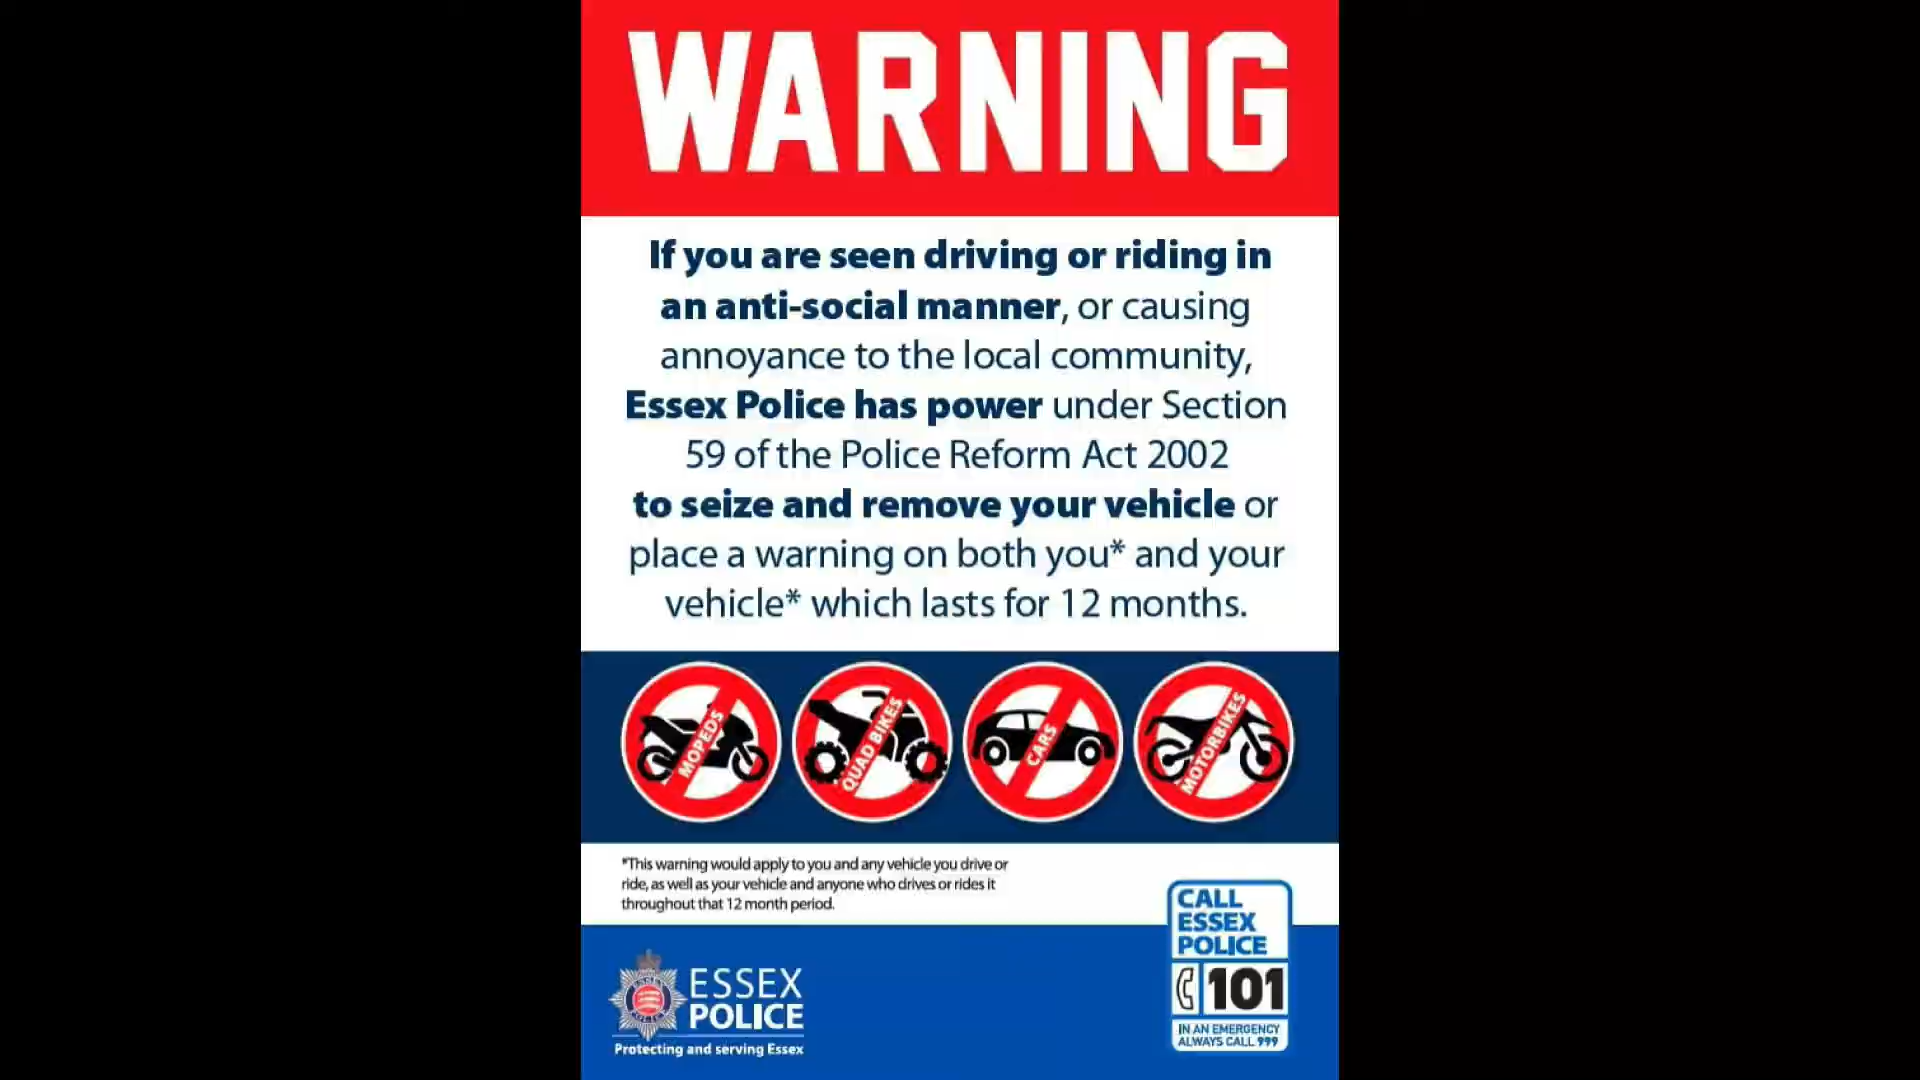 WARNING
If you are seen driving or riding in
an anti-social manner, or causing
annoyance to the local community,
Essex Police has power under Section
59 of the Police Reform Act 2002
to seize and remove your vehicle or
place a warning on both you* and your
vehicle* which lasts for 12 months.
MOPEDS
QUAD BIKES
CARS
MOTORBIKES
*This warning would apply to you and any vehicle you drive or
ride, as well as your vehicle and anyone who drives or rides it
throughout that 12 month period.
CALL
ESSEX
POLICE
101
IN AN EMERGENCY
ALWAYS CALL 999
ESSEX
POLICE
Protecting and serving Essex